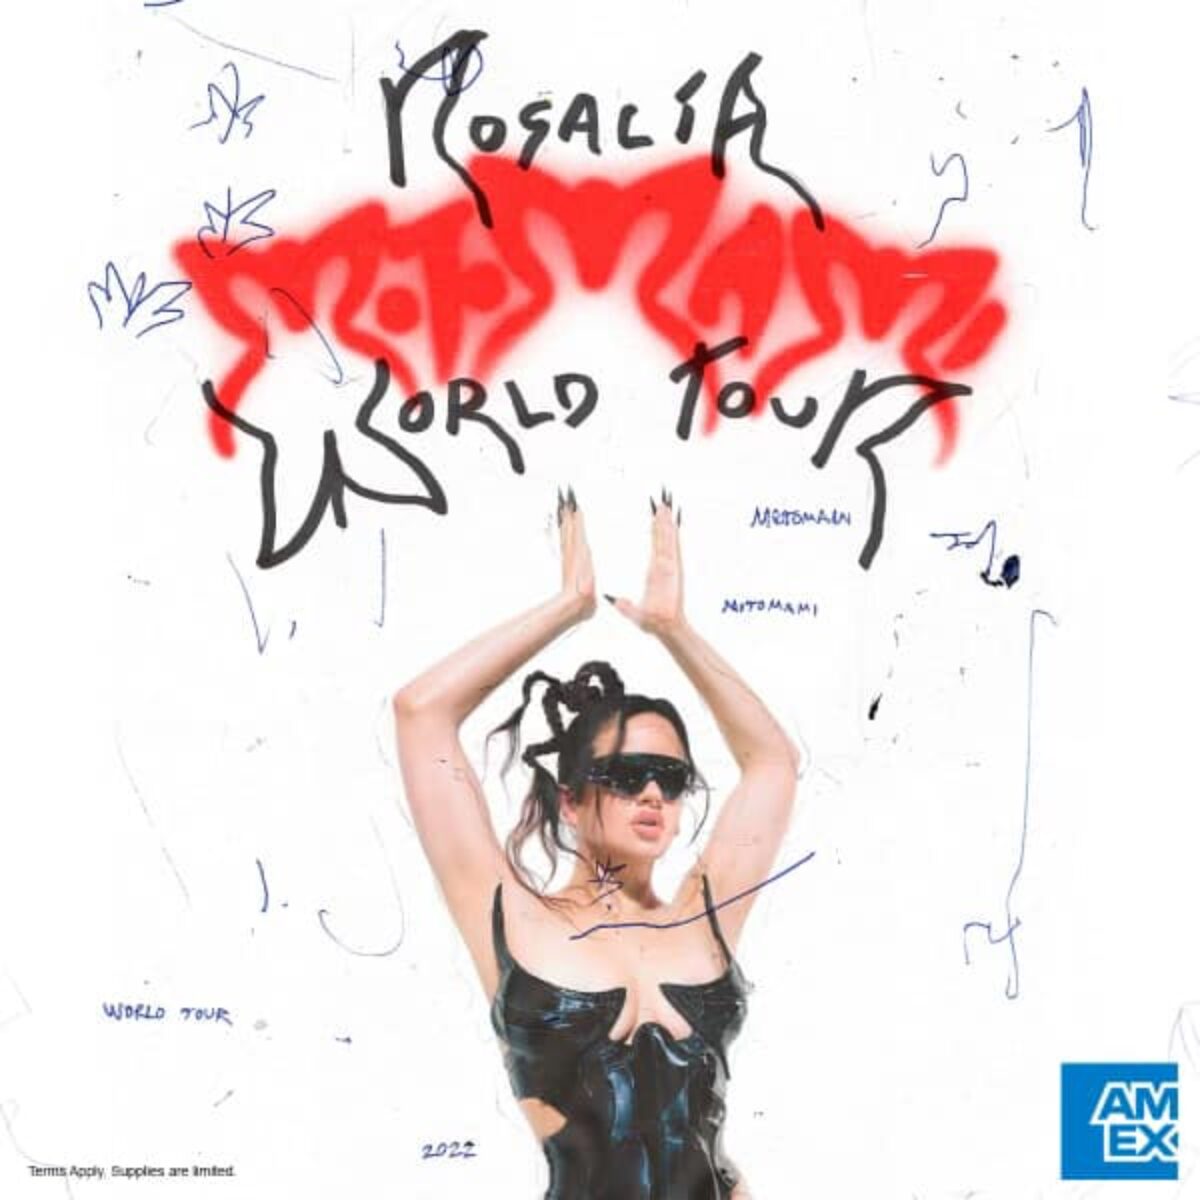 ROSALÍA
MOTOMAMI
WORLD TOUR
MOTOMAMI
MOTOMAMI
WORLD TOUR
2022
Terms Apply. Supplies are limited.
AM
EX